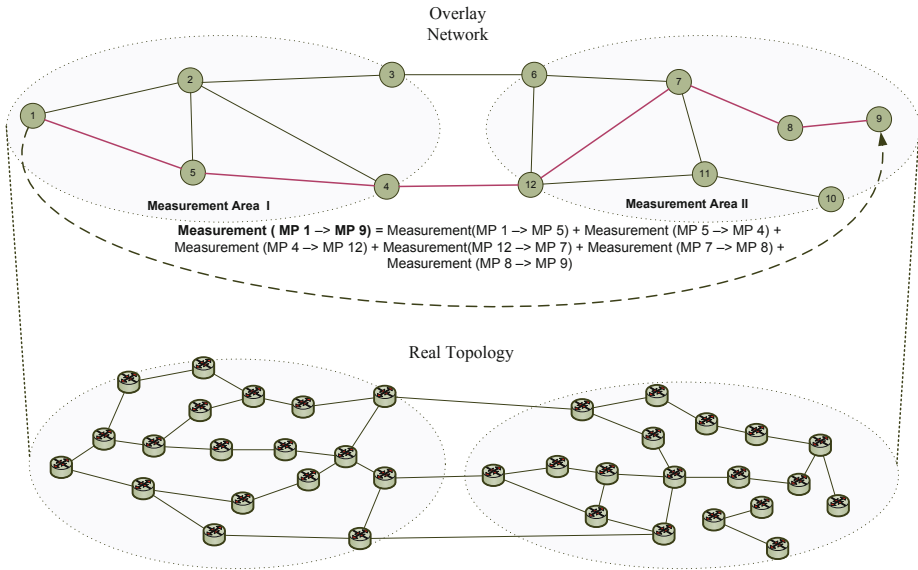 Overlay
Network
3
6
2
7
1
9
8
5
11
4
12
10
Measurement Area I
Measurement Area II
Measurement ( MP 1 –> MP 9) = Measurement(MP 1 –> MP 5) + Measurement (MP 5 –> MP 4) +
Measurement (MP 4 –> MP 12) + Measurement(MP 12 –> MP 7) + Measurement (MP 7 –> MP 8) +
Measurement (MP 8 –> MP 9)
Real Topology